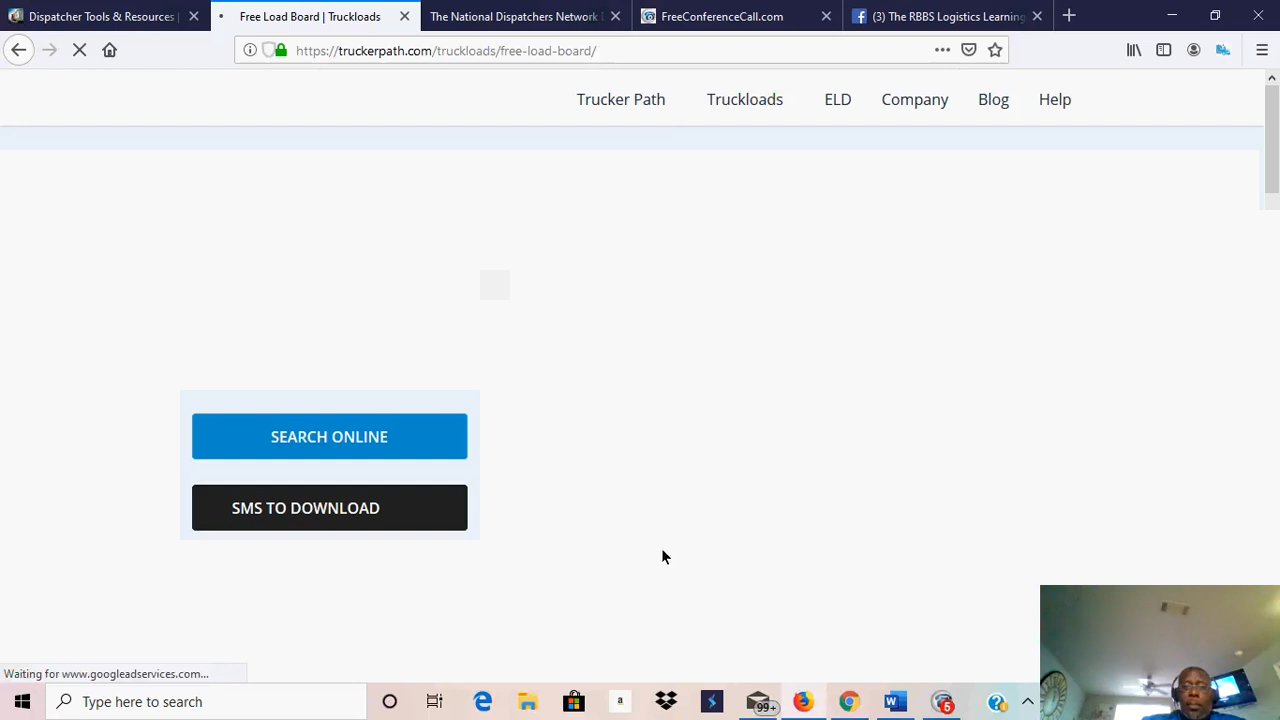 Dispatcher Tools & Resources |
Free Load Board | Truckloads
The National Dispatchers Network
FreeConferenceCall.com
(3) The RBBS Logistics Learning
https://truckerpath.com/truckloads/free-load-board/
Trucker Path
Truckloads
ELD
Company
Blog
Help
SEARCH ONLINE
SMS TO DOWNLOAD
Waiting for www.googleadservices.com...
Type here to search
a
99+
5